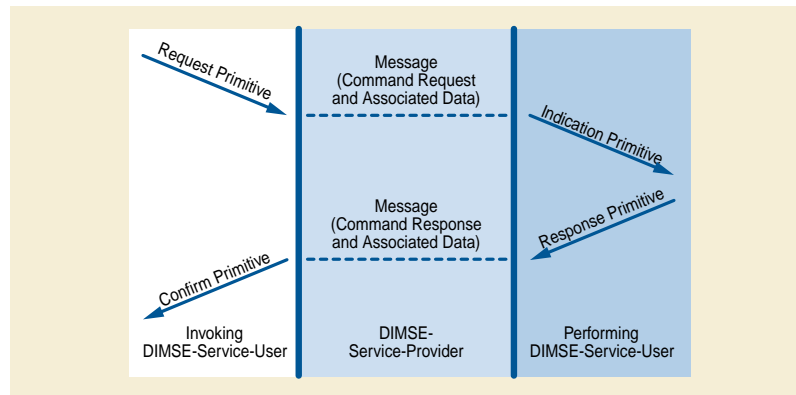 Request Primitive
Message
(Command Request
and Associated Data)
Indication Primitive
Message
(Command Response
and Associated Data)
Response Primitive
Confirm Primitive
Invoking
DIMSE-Service-User
DIMSE-
Service-Provider
Performing
DIMSE-Service-User